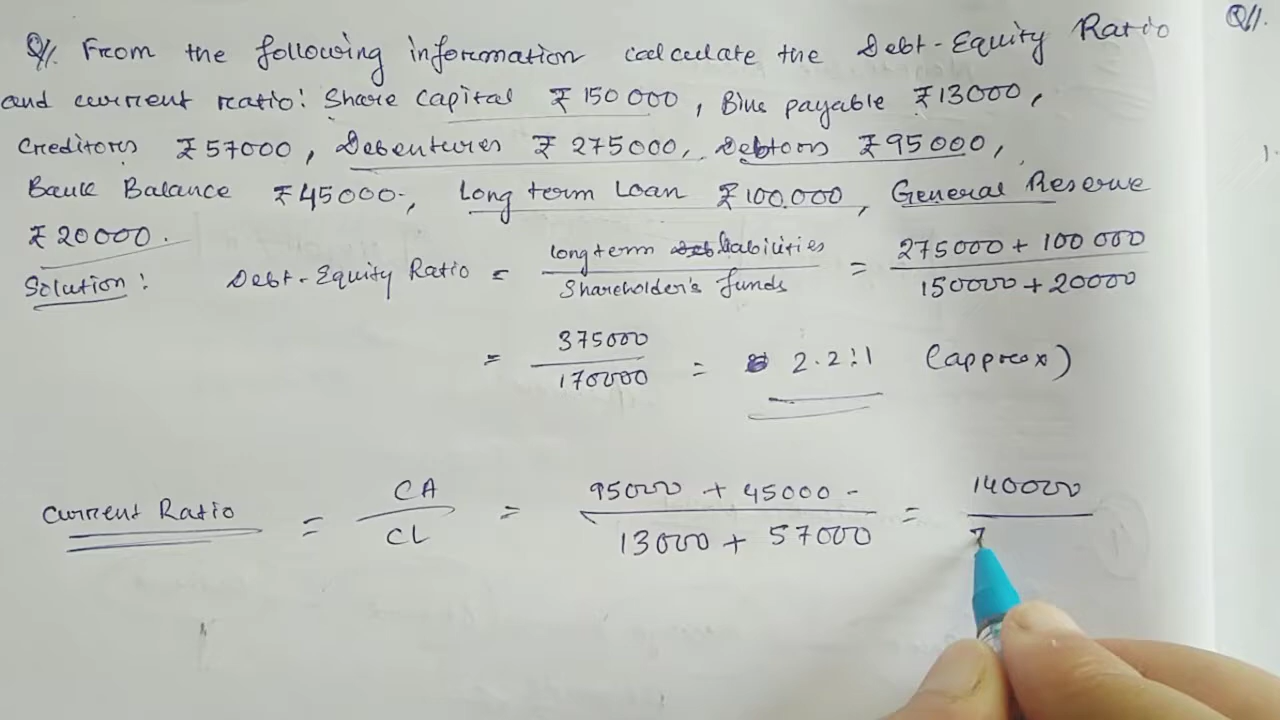 Q/. From the following information calculate the Debt-Equity Ratio
Q/1.
and current ratio: Share Capital ₹150000, Bills payable ₹13000,
Creditors ₹57000, Debentures ₹275000, Debtors ₹95000,
Bank Balance ₹45000, Long term Loan ₹100,000, General Reserve
₹20000.
Solution: Debt-Equity Ratio = long term liabilities / Shareholder's funds = 275000 + 100000 / 150000 + 20000
= 375000 / 170000 = 2.2:1 (approx)
Current Ratio = CA / CL = 95000 + 45000 / 13000 + 57000 = 140000 / 7